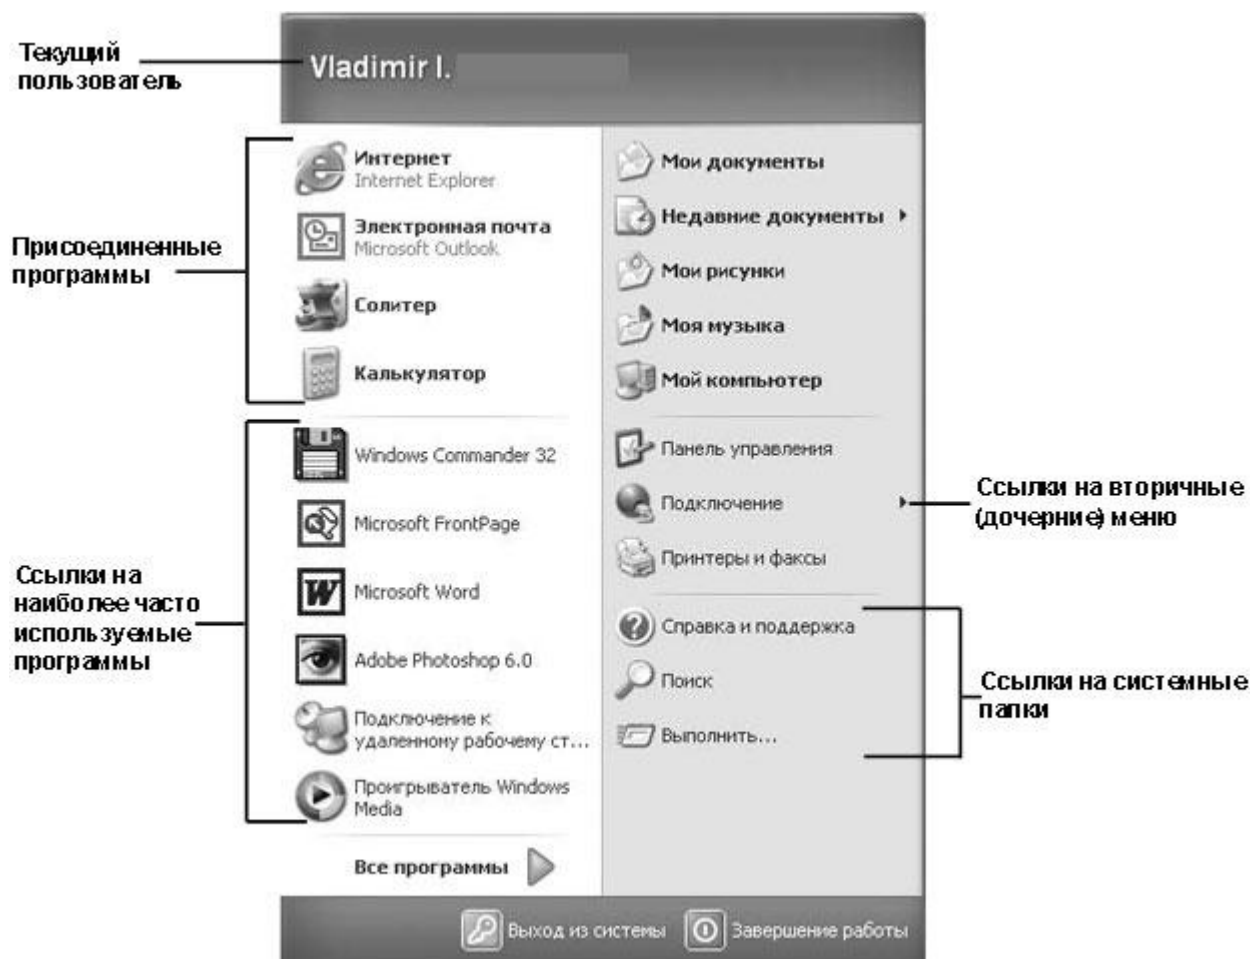 Текущий
пользователь
Vladimir I.
Присоединенные
программы
Интернет
Internet Explorer
Электронная почта
Microsoft Outlook
Солитер
Калькулятор
Ссылки на
наиболее часто
используемые
программы
Windows Commander 32
Microsoft FrontPage
Microsoft Word
Adobe Photoshop 6.0
Подключение к
удаленному рабочему ст...
Проигрыватель Windows
Media
Все программы
Мои документы
Недавние документы
Мои рисунки
Моя музыка
Мой компьютер
Панель управления
Подключение
Принтеры и факсы
Справка и поддержка
Поиск
Выполнить...
Ссылки на вторичные
(дочерние) меню
Ссылки на системные
папки
Выход из системы
Завершение работы